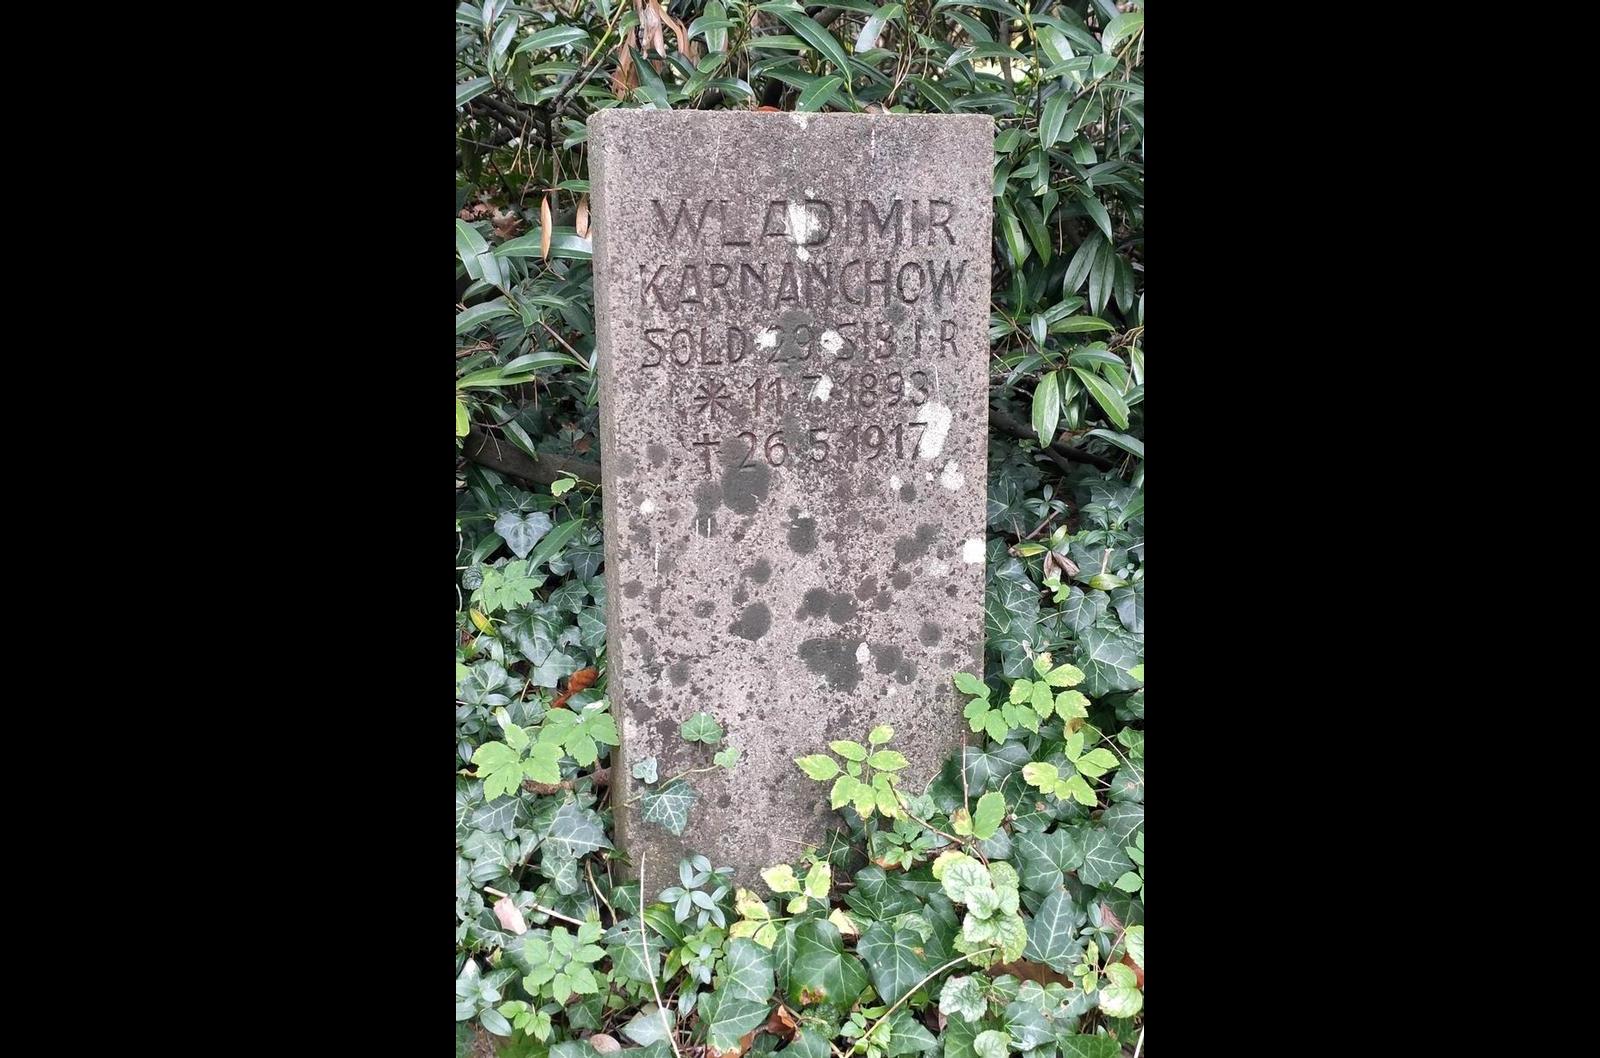 WLADIMIR
KARNANCHOW
SOLD 29 SIB I R
* 11·7·1893
† 26 5 1917